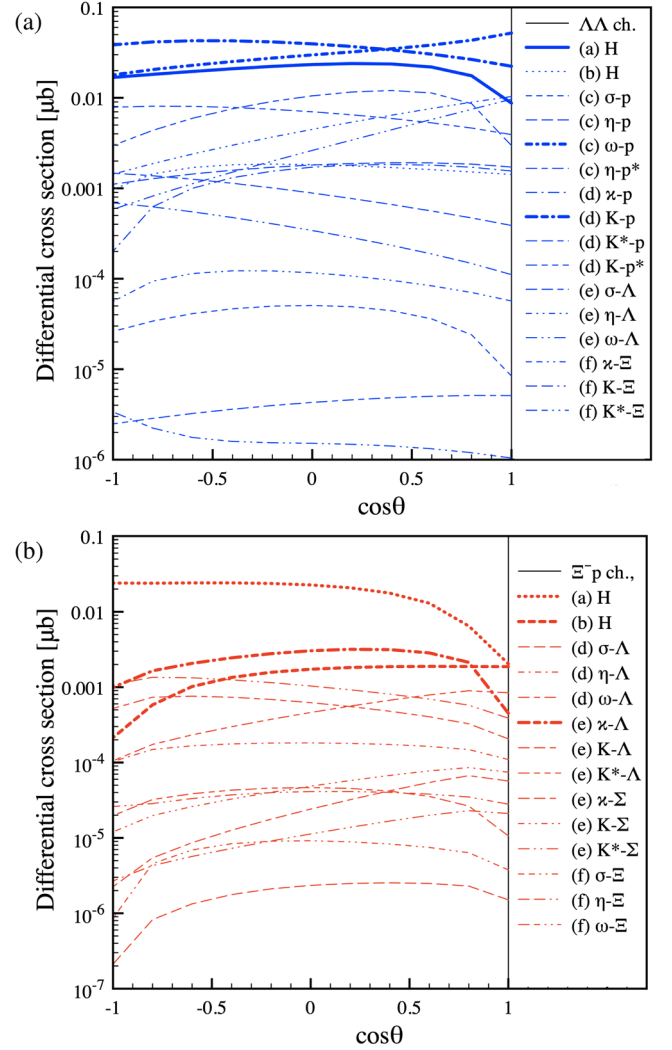 (a)
Differential cross section [μb]
0.1
0.01
0.001
10-4
10-5
10-6
-1 -0.5 0 0.5 1
cosθ
ΛΛ ch.
(a) H
(b) H
(c) σ-p
(c) η-p
(c) ω-p
(c) η-p*
(d) ϰ-p
(d) K-p
(d) K*-p
(d) K-p*
(e) σ-Λ
(e) η-Λ
(e) ω-Λ
(f) ϰ-Ξ
(f) K-Ξ
(f) K*-Ξ
(b)
Differential cross section [μb]
0.1
0.01
0.001
10-4
10-5
10-6
10-7
-1 -0.5 0 0.5 1
cosθ
Ξ-p ch.,
(a) H
(b) H
(d) σ-Λ
(d) η-Λ
(d) ω-Λ
(e) ϰ-Λ
(e) K-Λ
(e) K*-Λ
(e) ϰ-Σ
(e) K-Σ
(e) K*-Σ
(f) σ-Ξ
(f) η-Ξ
(f) ω-Ξ